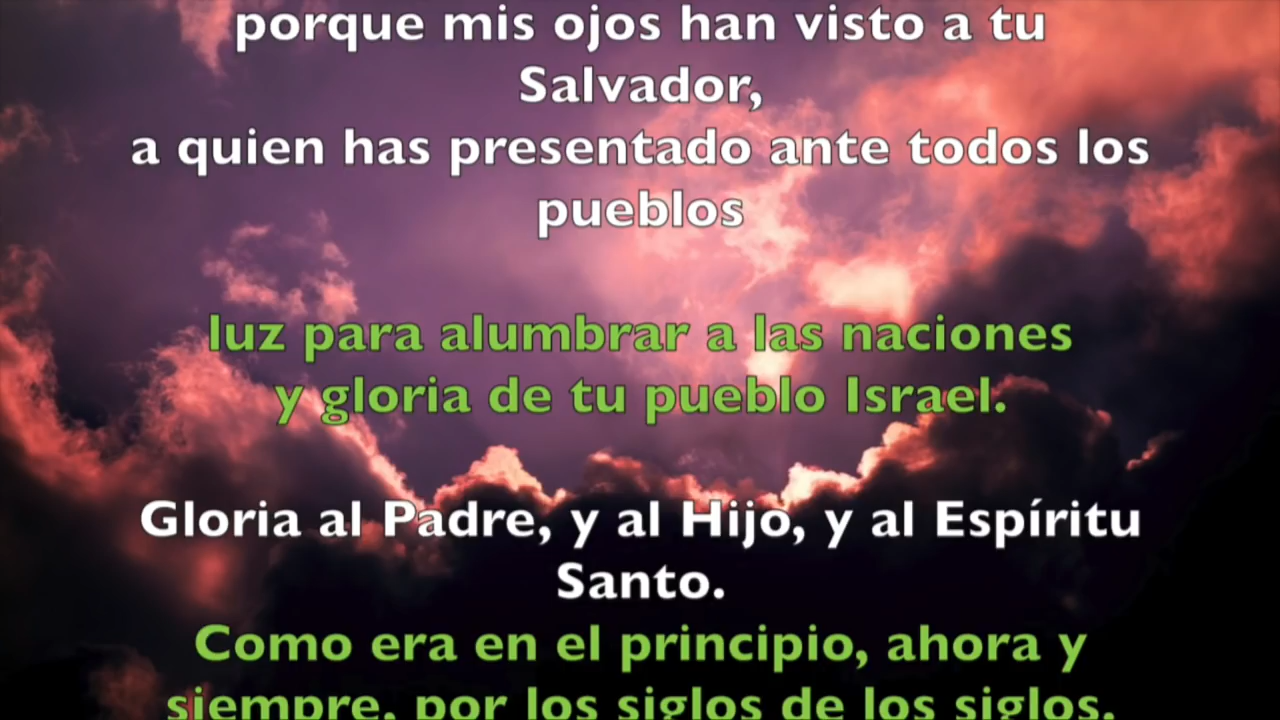 porque mis ojos han visto a tu
Salvador,
a quien has presentado ante todos los
pueblos
luz para alumbrar a las naciones
y gloria de tu pueblo Israel.
Gloria al Padre, y al Hijo, y al Espíritu
Santo.
Como era en el principio, ahora y
siempre, por los siglos de los siglos.